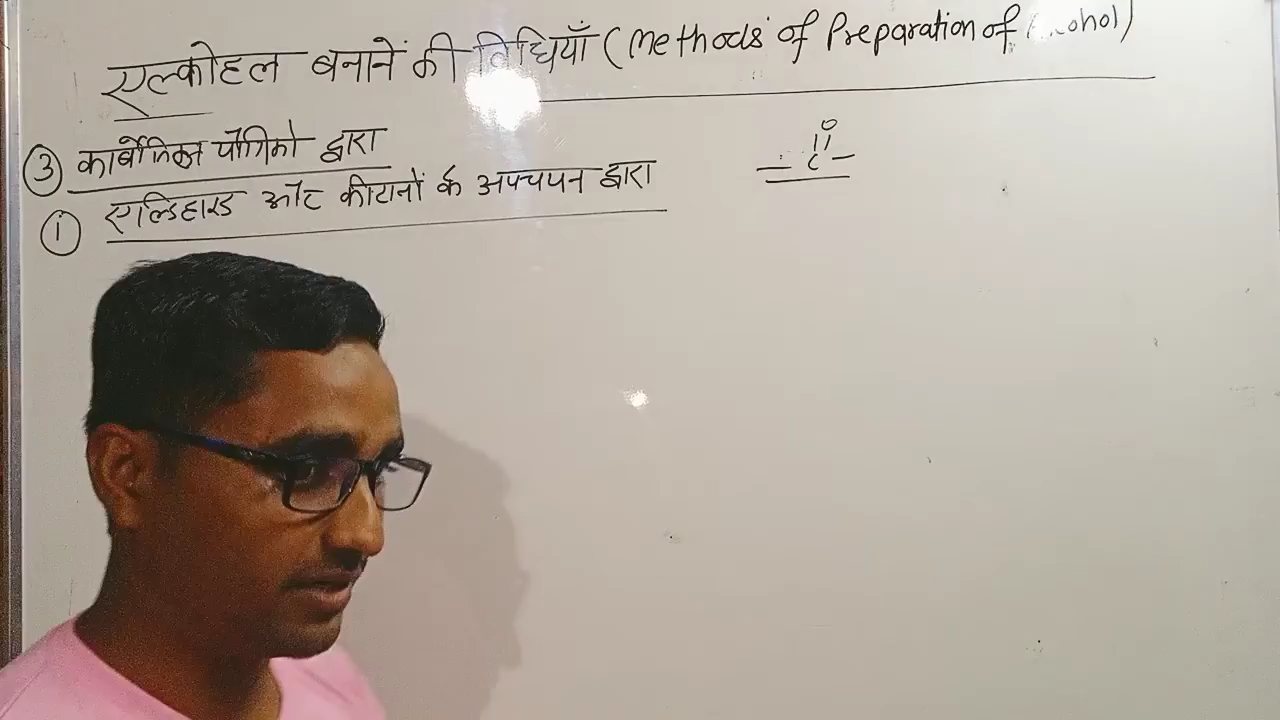 एल्कोहल बनानें की विधियाँ (Methods of Preparation of
③ कार्बोनिक योगिको द्वारा
① एल्डिहाइड और कीटानों के अपचयन द्वारा
O
||
- C -